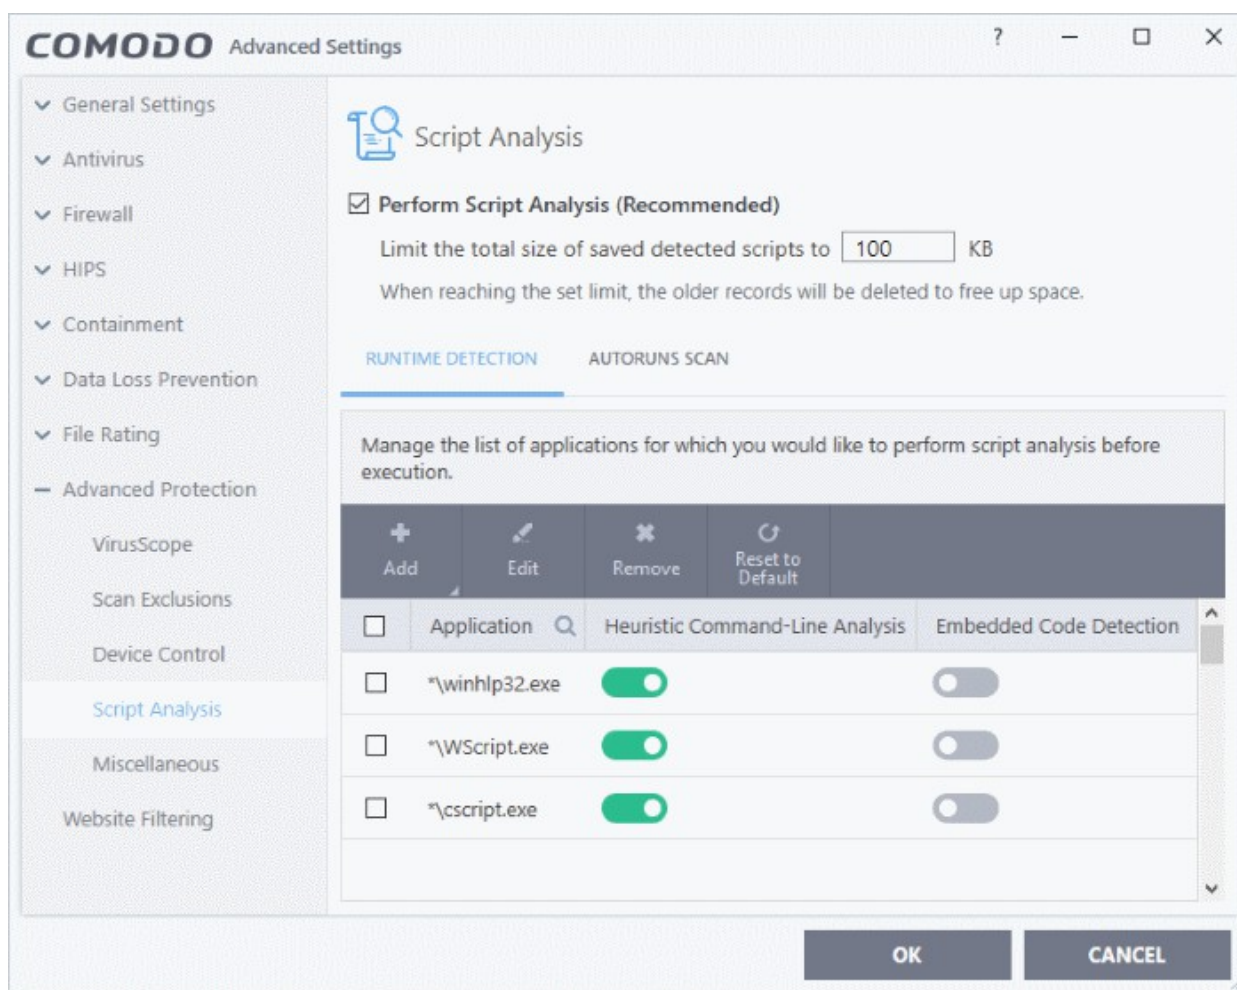 COMODO Advanced Settings
?
General Settings
Antivirus
Firewall
HIPS
Containment
Data Loss Prevention
File Rating
Advanced Protection
VirusScope
Scan Exclusions
Device Control
Script Analysis
Miscellaneous
Website Filtering
Script Analysis
Perform Script Analysis (Recommended)
Limit the total size of saved detected scripts to 100 KB
When reaching the set limit, the older records will be deleted to free up space.
RUNTIME DETECTION AUTORUNS SCAN
Manage the list of applications for which you would like to perform script analysis before
execution.
Add Edit Remove Reset to
Default
Application Heuristic Command-Line Analysis Embedded Code Detection
*\winhlp32.exe
*\WScript.exe
*\cscript.exe
OK CANCEL